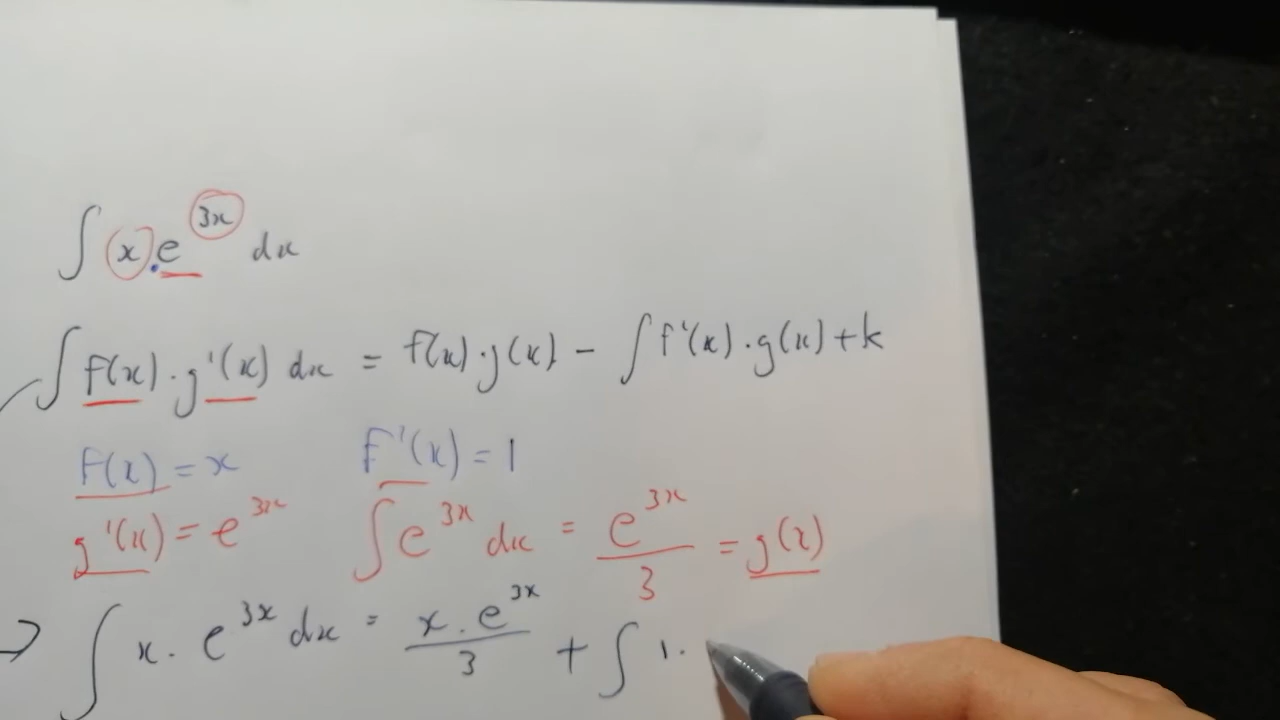 ∫ x.e^{3x} dx
∫ f(x).g'(x) dx = f(x).g(x) - ∫ f'(x).g(x) + k
f(x) = x f'(x) = 1
g'(x) = e^{3x} ∫ e^{3x} dx = e^{3x}/3 = g(x)
→ ∫ x. e^{3x} dx = x.e^{3x}/3 + ∫ 1.